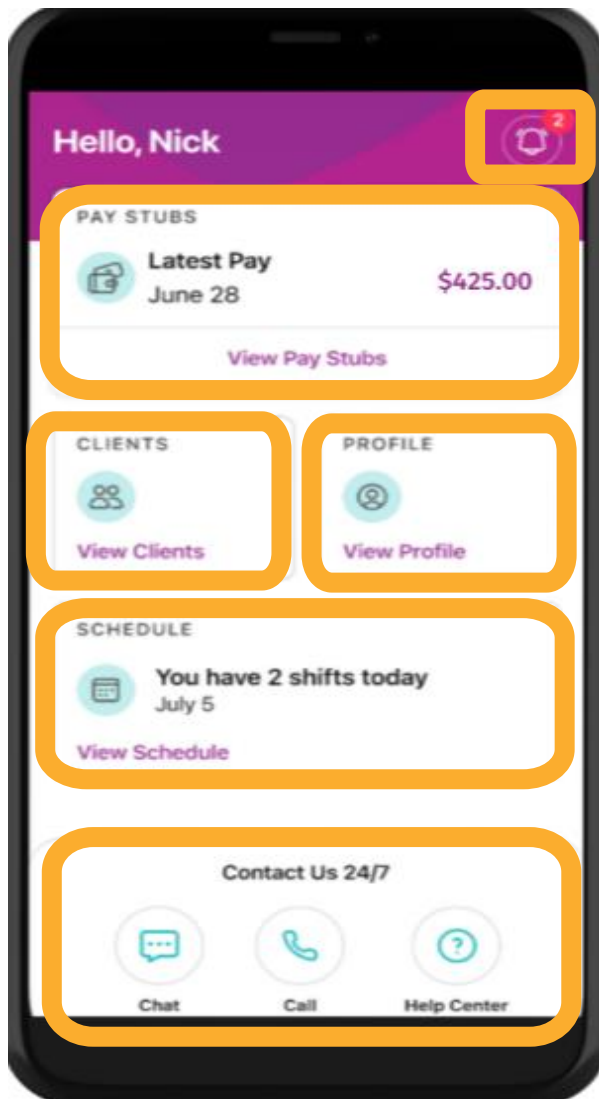 Hello, Nick
2
PAY STUBS
Latest Pay
June 28
$425.00
View Pay Stubs
CLIENTS
PROFILE
View Clients
View Profile
SCHEDULE
You have 2 shifts today
July 5
View Schedule
Contact Us 24/7
Chat
Call
Help Center